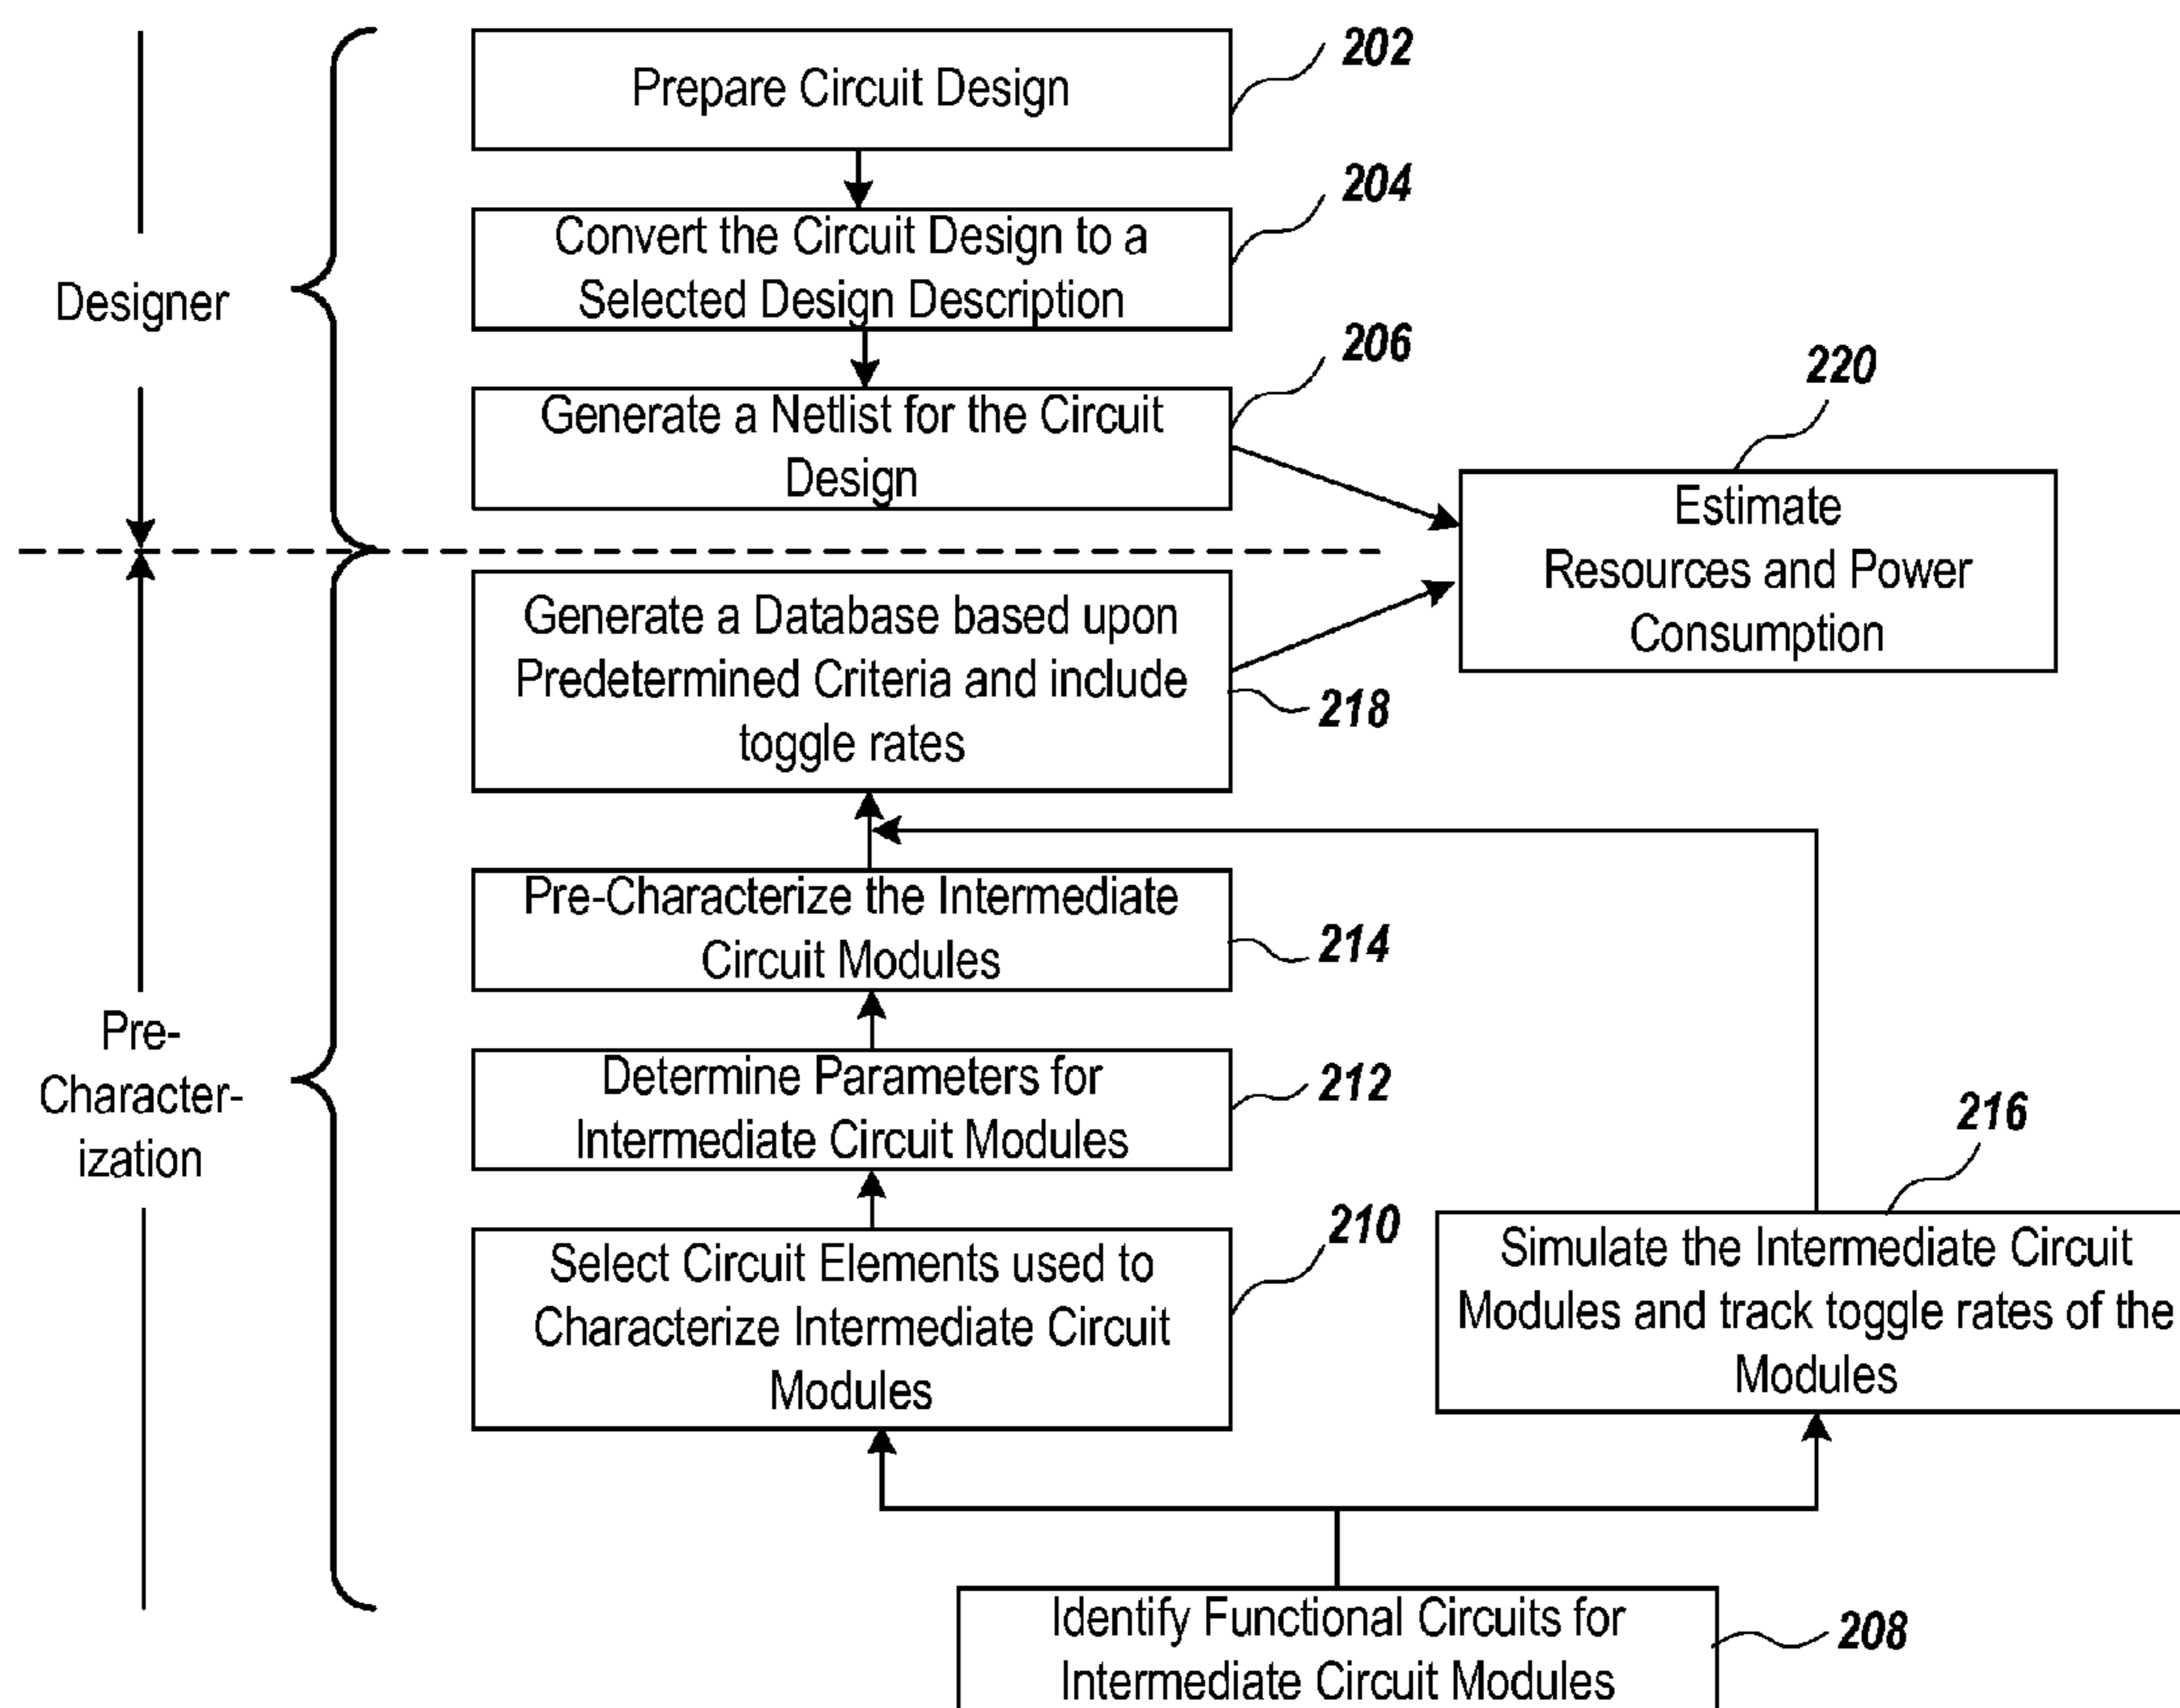 Prepare Circuit Design
202
Convert the Circuit Design to a
Selected Design Description
204
Designer
Generate a Netlist for the Circuit
Design
206
220
Estimate
Resources and Power
Consumption
Generate a Database based upon
Predetermined Criteria and include
toggle rates
218
Pre-Characterize the Intermediate
Circuit Modules
214
Pre-
Character-
ization
Determine Parameters for
Intermediate Circuit Modules
212
Select Circuit Elements used to
Characterize Intermediate Circuit
Modules
210
216
Simulate the Intermediate Circuit
Modules and track toggle rates of the
Modules
Identify Functional Circuits for
Intermediate Circuit Modules
208